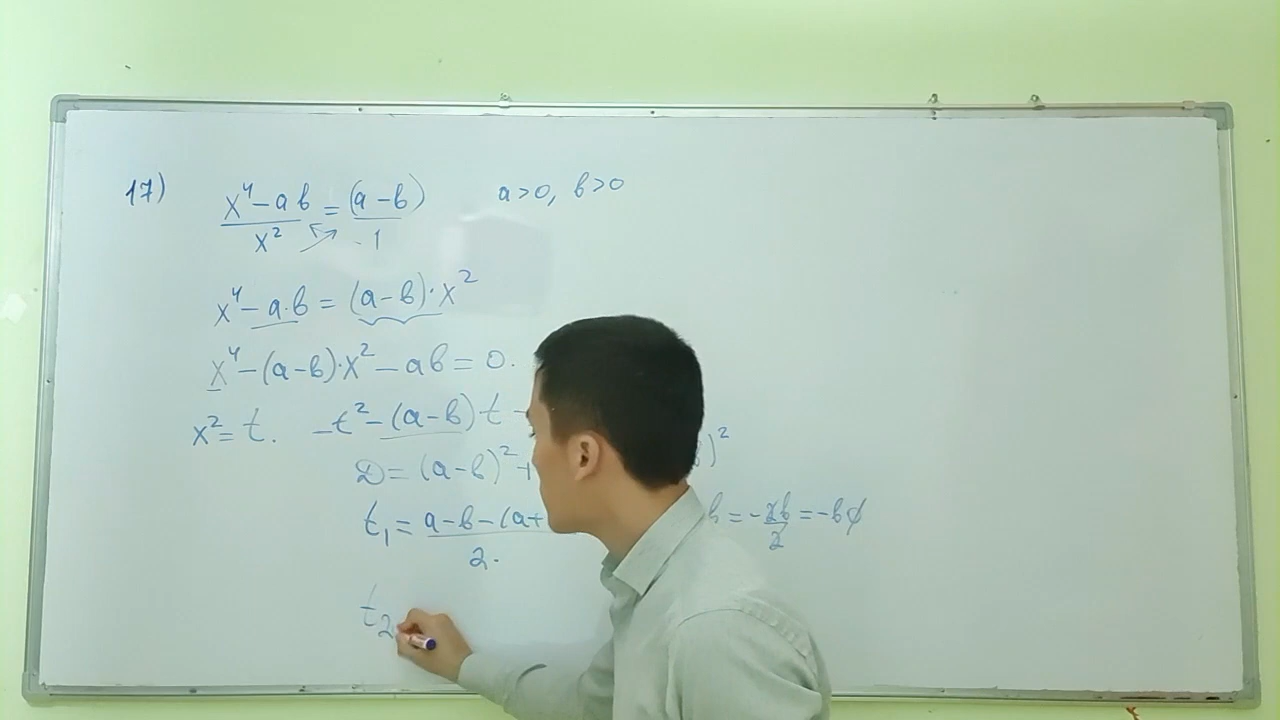 17) x⁴-ab/x² = (a-b)/1 a>0, b>0
x⁴-a·b = (a-b)·x²
x⁴-(a-b)·x²-ab=0.
x²=t. t²-(a-b)t -
D=(a-b)²+ )²
t₁=a-b-(a+/2. b=-2b/2=-b∅
t₂